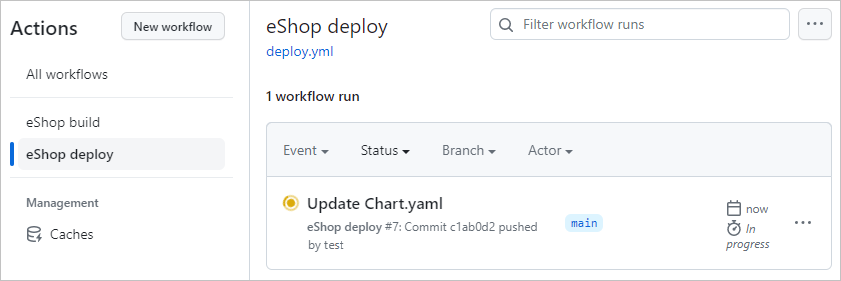 Actions
New workflow
All workflows
eShop build
eShop deploy
Management
Caches
eShop deploy
deploy.yml
Filter workflow runs
1 workflow run
Event
Status
Branch
Actor
Update Chart.yaml
eShop deploy #7: Commit c1ab0d2 pushed
by test
main
now
In
progress